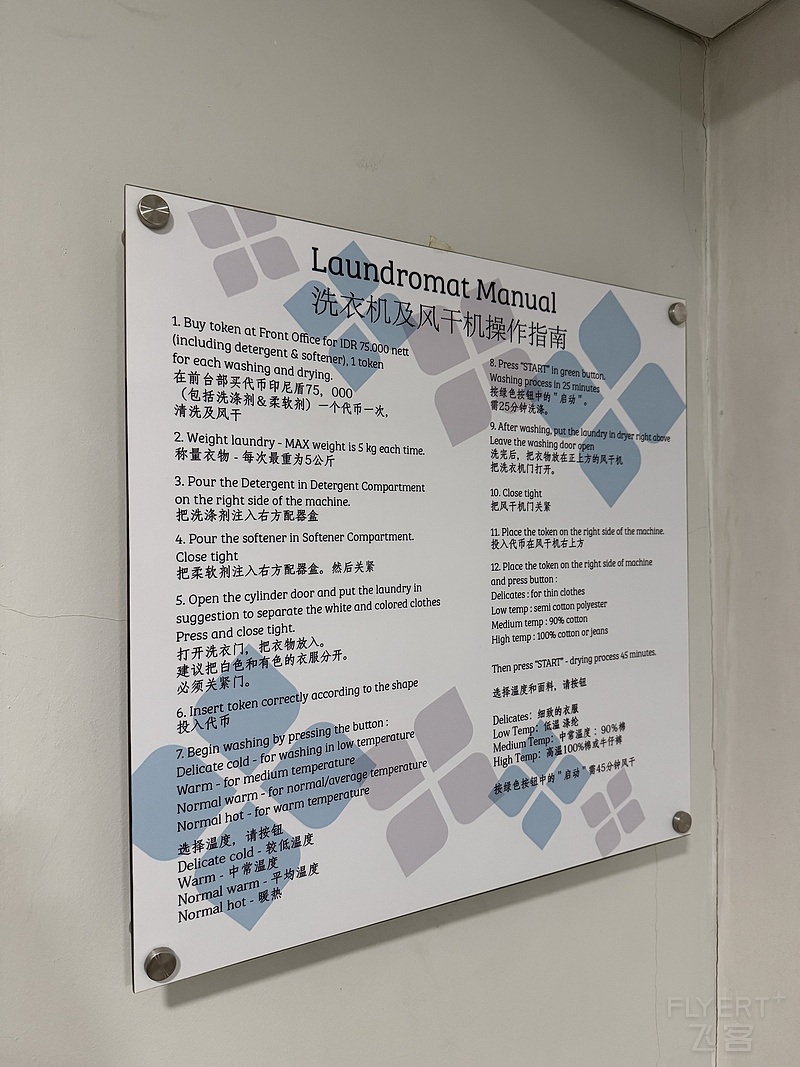 Laundromat Manual
洗衣机及风干机操作指南
1. Buy token at Front Office for IDR 75.000 nett
(including detergent & softener), 1 token
for each washing and drying.
在前台部买代币印尼盾75，000
（包括洗涤剂&柔软剂）一个代币一次，
清洗及风干
2. Weight laundry - MAX weight is 5 kg each time.
称量衣物 - 每次最重为5公斤
3. Pour the Detergent in Detergent Compartment
on the right side of the machine.
把洗涤剂注入右方配器盒
4. Pour the softener in Softener Compartment.
Close tight
把柔软剂注入右方配器盒。然后关紧
5. Open the cylinder door and put the laundry in
suggestion to separate the white and colored clothes
Press and close tight.
打开洗衣门，把衣物放入。
建议把白色和有色的衣服分开。
必须关紧门。
6. Insert token correctly according to the shape
投入代币
7. Begin washing by pressing the button :
Delicate cold - for washing in low temperature
Warm - for medium temperature
Normal warm - for normal/average temperature
Normal hot - for warm temperature
选择温度，请按钮
Delicate cold - 较低温度
Warm - 中常温度
Normal warm - 平均温度
Normal hot - 暖热
8. Press "START" in green button.
Washing process in 25 minutes
按绿色按钮中的＂启动＂。
需25分钟洗涤。
9. After washing, put the laundry in dryer right above
Leave the washing door open
洗完后，把衣物放在正上方的风干机
把洗衣机门打开。
10. Close tight
把风干机门关紧
11. Place the token on the right side of the machine.
投入代币在风干机右上方
12. Place the token on the right side of machine
and press button :
Delicates : for thin clothes
Low temp : semi cotton polyester
Medium temp : 90% cotton
High temp : 100% cotton or jeans
Then press "START" - drying process 45 minutes.
选择温度和面料，请按钮
Delicates：细致的衣服
Low Temp：低温 涤纶
Medium Temp：中常温度：90%棉
High Temp：高温100%棉或牛仔裤
按绿色按钮中的＂启动＂需45分钟风干
FLYERT+
飞客